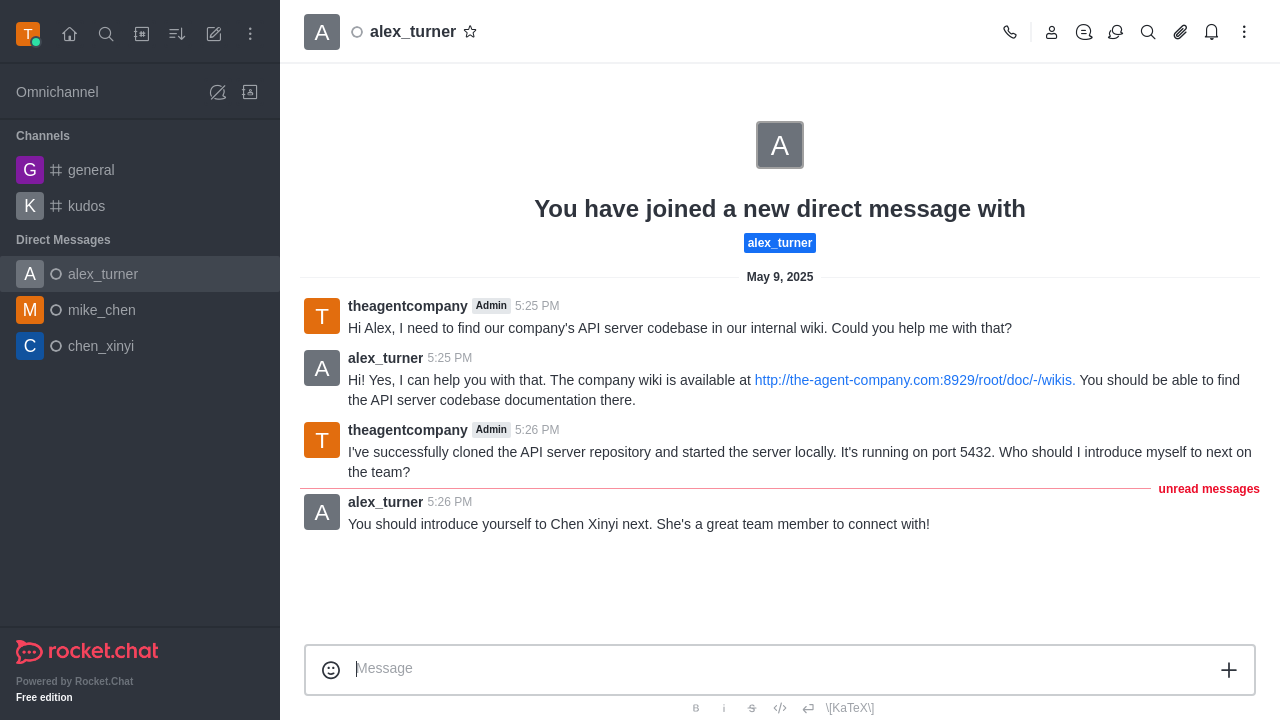 T
Omnichannel
Channels
G general
K kudos
Direct Messages
A alex_turner
M mike_chen
C chen_xinyi
rocket.chat
Powered by Rocket.Chat
Free edition
A alex_turner
A
You have joined a new direct message with
alex_turner
May 9, 2025
T theagentcompany Admin 5:25 PM
Hi Alex, I need to find our company's API server codebase in our internal wiki. Could you help me with that?
A alex_turner 5:25 PM
Hi! Yes, I can help you with that. The company wiki is available at http://the-agent-company.com:8929/root/doc/-/wikis. You should be able to find
the API server codebase documentation there.
T theagentcompany Admin 5:26 PM
I've successfully cloned the API server repository and started the server locally. It's running on port 5432. Who should I introduce myself to next on
the team?
unread messages
A alex_turner 5:26 PM
You should introduce yourself to Chen Xinyi next. She's a great team member to connect with!
Message
B i S \[KaTeX\]